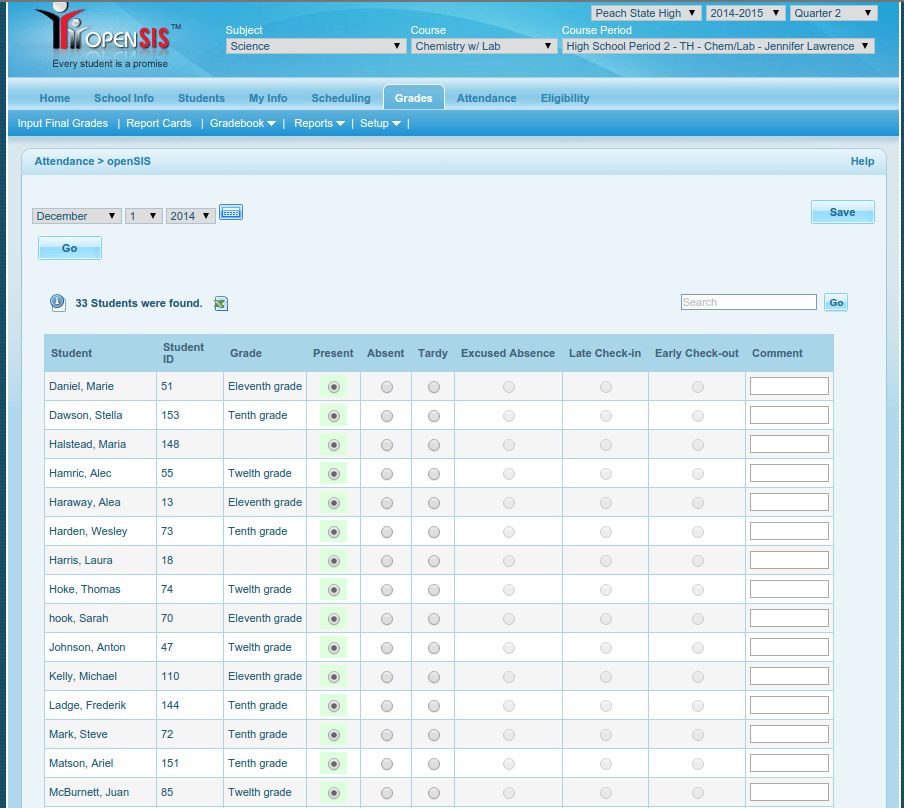 Peach State High 2014-2015 Quarter 2
OPENSIS™
Every student is a promise
Subject Course Course Period
Science Chemistry w/ Lab High School Period 2 - TH - Chem/Lab - Jennifer Lawrence
Home School Info Students My Info Scheduling Grades Attendance Eligibility
Input Final Grades | Report Cards | Gradebook | Reports | Setup |
Attendance > openSIS Help
December 1 2014 Save
Go
33 Students were found. Search Go
Student Student ID Grade Present Absent Tardy Excused Absence Late Check-in Early Check-out Comment
Daniel, Marie 51 Eleventh grade
Dawson, Stella 153 Tenth grade
Halstead, Maria 148
Hamric, Alec 55 Twelth grade
Haraway, Alea 13 Eleventh grade
Harden, Wesley 73 Tenth grade
Harris, Laura 18
Hoke, Thomas 74 Twelth grade
hook, Sarah 70 Eleventh grade
Johnson, Anton 47 Twelth grade
Kelly, Michael 110 Eleventh grade
Ladge, Frederik 144 Tenth grade
Mark, Steve 72 Tenth grade
Matson, Ariel 151 Tenth grade
McBurnett, Juan 85 Twelth grade